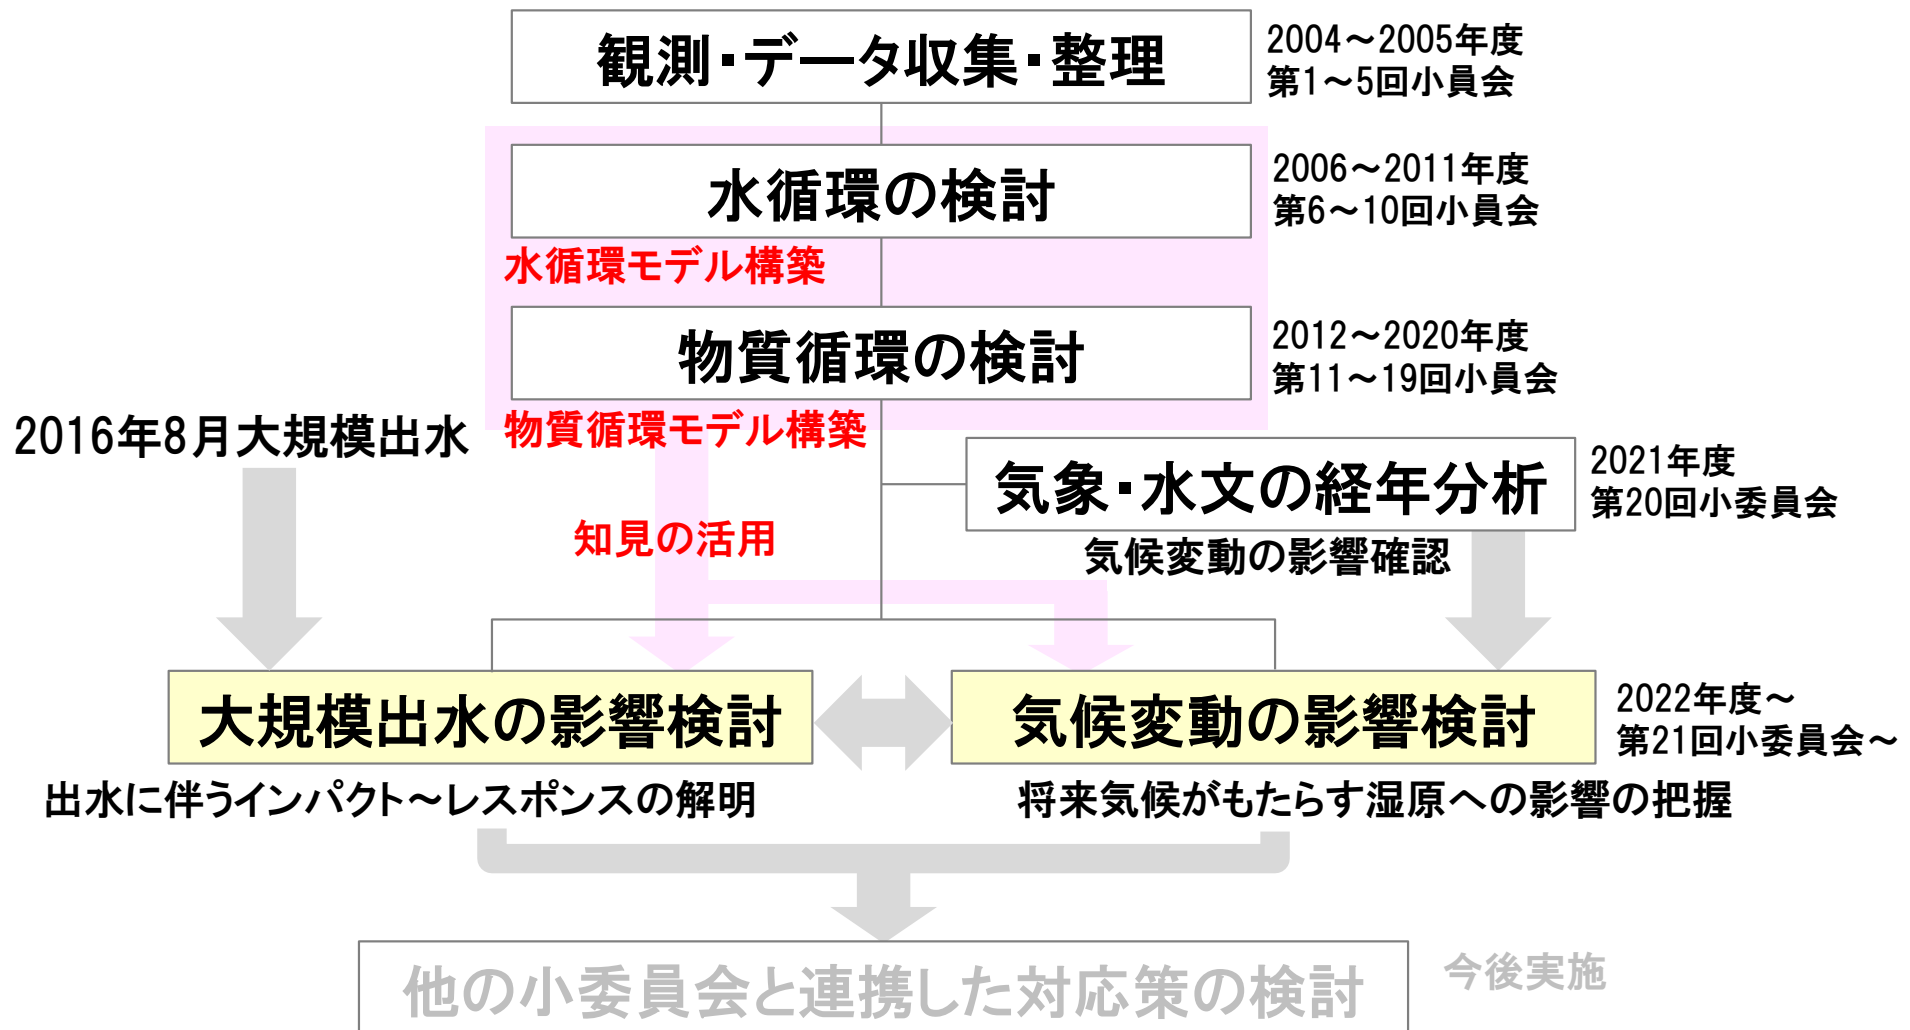 観測・データ収集・整理
2004～2005年度
第1～5回小員会
水循環の検討
2006～2011年度
第6～10回小員会
水循環モデル構築
物質循環の検討
2012～2020年度
第11～19回小員会
2016年8月大規模出水
物質循環モデル構築
気象・水文の経年分析
2021年度
第20回小委員会
知見の活用
気候変動の影響確認
大規模出水の影響検討
気候変動の影響検討
2022年度～
第21回小委員会～
出水に伴うインパクト～レスポンスの解明
将来気候がもたらす湿原への影響の把握
他の小委員会と連携した対応策の検討
今後実施